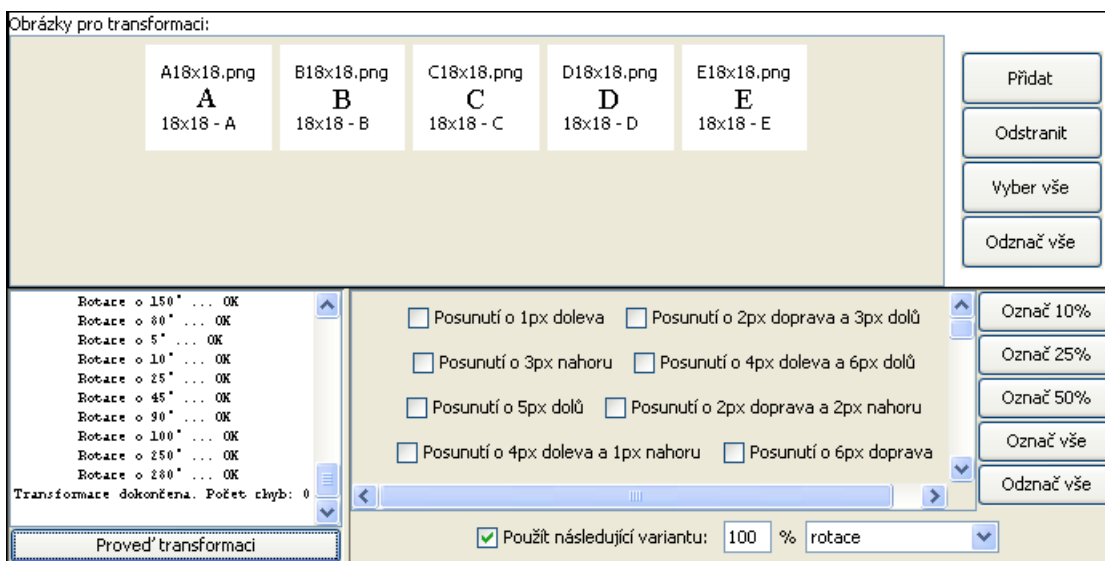 Obrázky pro transformaci:
A18x18.png B18x18.png C18x18.png D18x18.png E18x18.png
A B C D E
18x18 - A 18x18 - B 18x18 - C 18x18 - D 18x18 - E
Přidat
Odstranit
Vyber vše
Odznač vše
Rotace o 150° ... OK
Rotace o 80° ... OK
Rotace o 5° ... OK
Rotace o 10° ... OK
Rotace o 25° ... OK
Rotace o 45° ... OK
Rotace o 90° ... OK
Rotace o 100° ... OK
Rotace o 250° ... OK
Rotace o 280° ... OK
Transformace dokončena. Počet chyb: 0
Proveď transformaci
Posunutí o 1px doleva Posunutí o 2px doprava a 3px dolů
Posunutí o 3px nahoru Posunutí o 4px doleva a 6px dolů
Posunutí o 5px dolů Posunutí o 2px doprava a 2px nahoru
Posunutí o 4px doleva a 1px nahoru Posunutí o 6px doprava
Označ 10%
Označ 25%
Označ 50%
Označ vše
Odznač vše
Použít následující variantu: 100 % rotace